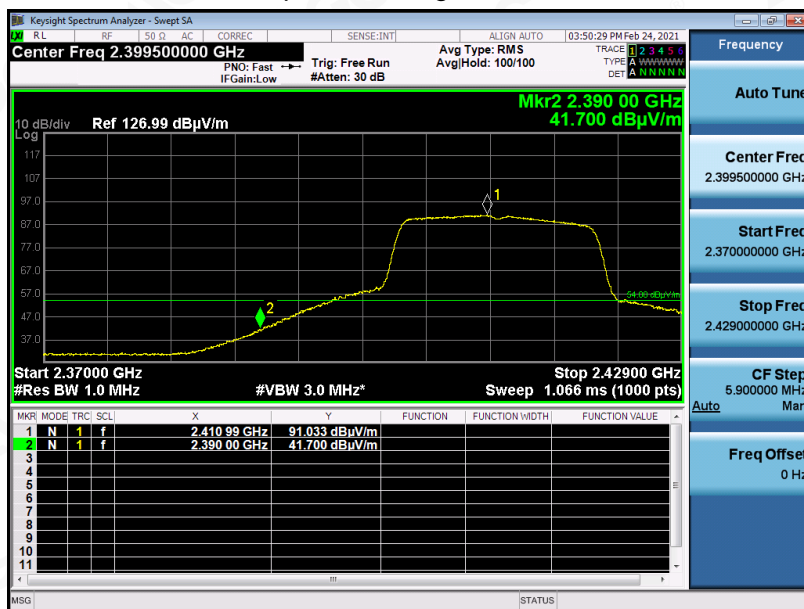 Keysight Spectrum Analyzer - Swept SA
LXI RL RF 50 Ω AC CORREC SENSE:INT ALIGN AUTO 03:50:29 PM Feb 24, 2021
Center Freq 2.399500000 GHz
PNO: Fast
IFGain:Low
Trig: Free Run
#Atten: 30 dB
Avg Type: RMS
Avg|Hold: 100/100
TRACE 1 2 3 4 5 6
TYPE A WWWWW
DET A N N N N N
Mkr2 2.390 00 GHz
41.700 dBµV/m
10 dB/div Ref 126.99 dBµV/m
Log
117
107
97.0
87.0
77.0
67.0
57.0
47.0
37.0
1
2
54.00 dBµV/m
Start 2.37000 GHz Stop 2.42900 GHz
#Res BW 1.0 MHz #VBW 3.0 MHz* Sweep 1.066 ms (1000 pts)
MKR MODE TRC SCL X Y FUNCTION FUNCTION WIDTH FUNCTION VALUE
1 N 1 f 2.410 99 GHz 91.033 dBµV/m
2 N 1 f 2.390 00 GHz 41.700 dBµV/m
3
4
5
6
7
8
9
10
11
MSG STATUS
Frequency
Auto Tune
Center Freq
2.399500000 GHz
Start Freq
2.370000000 GHz
Stop Freq
2.429000000 GHz
CF Step
5.900000 MHz
Auto Man
Freq Offset
0 Hz